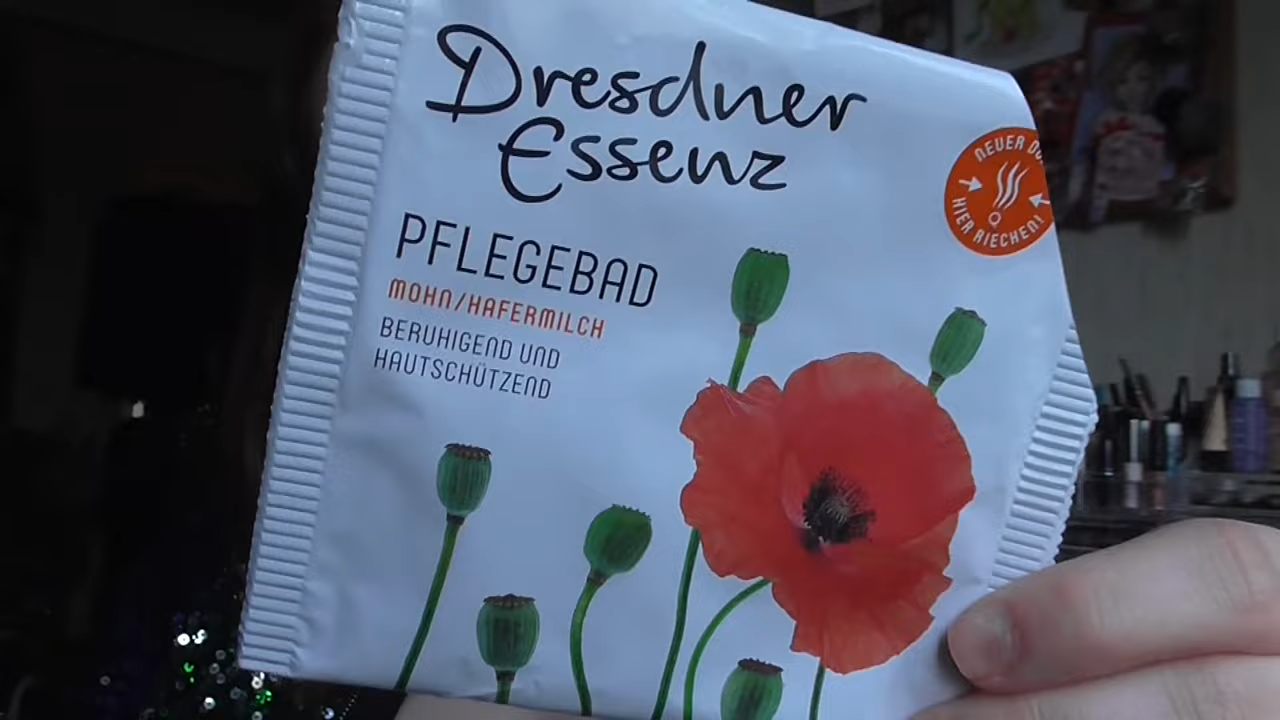 Dresdner
Essenz
PFLEGEBAD
MOHN/HAFERMILCH
BERUHIGEND UND
HAUTSCHÜTZEND
NEUER
HIER RIECHEN!